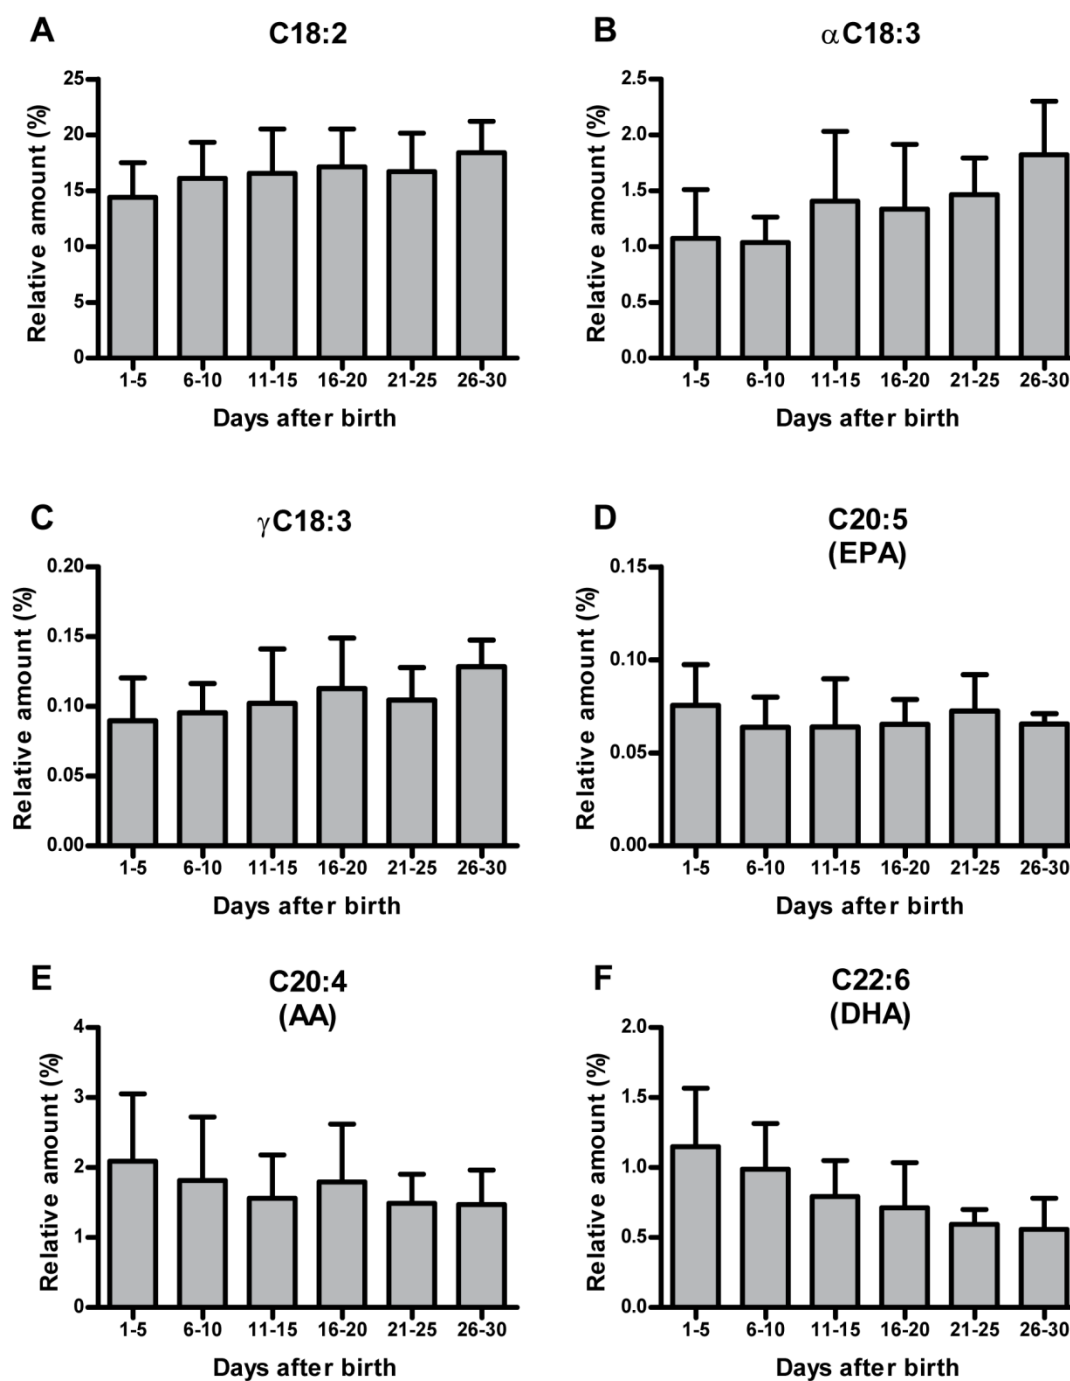 A
C18:2
Relative amount (%)
25
20
15
10
5
0
1-5 6-10 11-15 16-20 21-25 26-30
Days after birth
B
αC18:3
Relative amount (%)
2.5
2.0
1.5
1.0
0.5
0.0
1-5 6-10 11-15 16-20 21-25 26-30
Days after birth
C
γC18:3
Relative amount (%)
0.20
0.15
0.10
0.05
0.00
1-5 6-10 11-15 16-20 21-25 26-30
Days after birth
D
C20:5
(EPA)
Relative amount (%)
0.15
0.10
0.05
0.00
1-5 6-10 11-15 16-20 21-25 26-30
Days after birth
E
C20:4
(AA)
Relative amount (%)
4
3
2
1
0
1-5 6-10 11-15 16-20 21-25 26-30
Days after birth
F
C22:6
(DHA)
Relative amount (%)
2.0
1.5
1.0
0.5
0.0
1-5 6-10 11-15 16-20 21-25 26-30
Days after birth